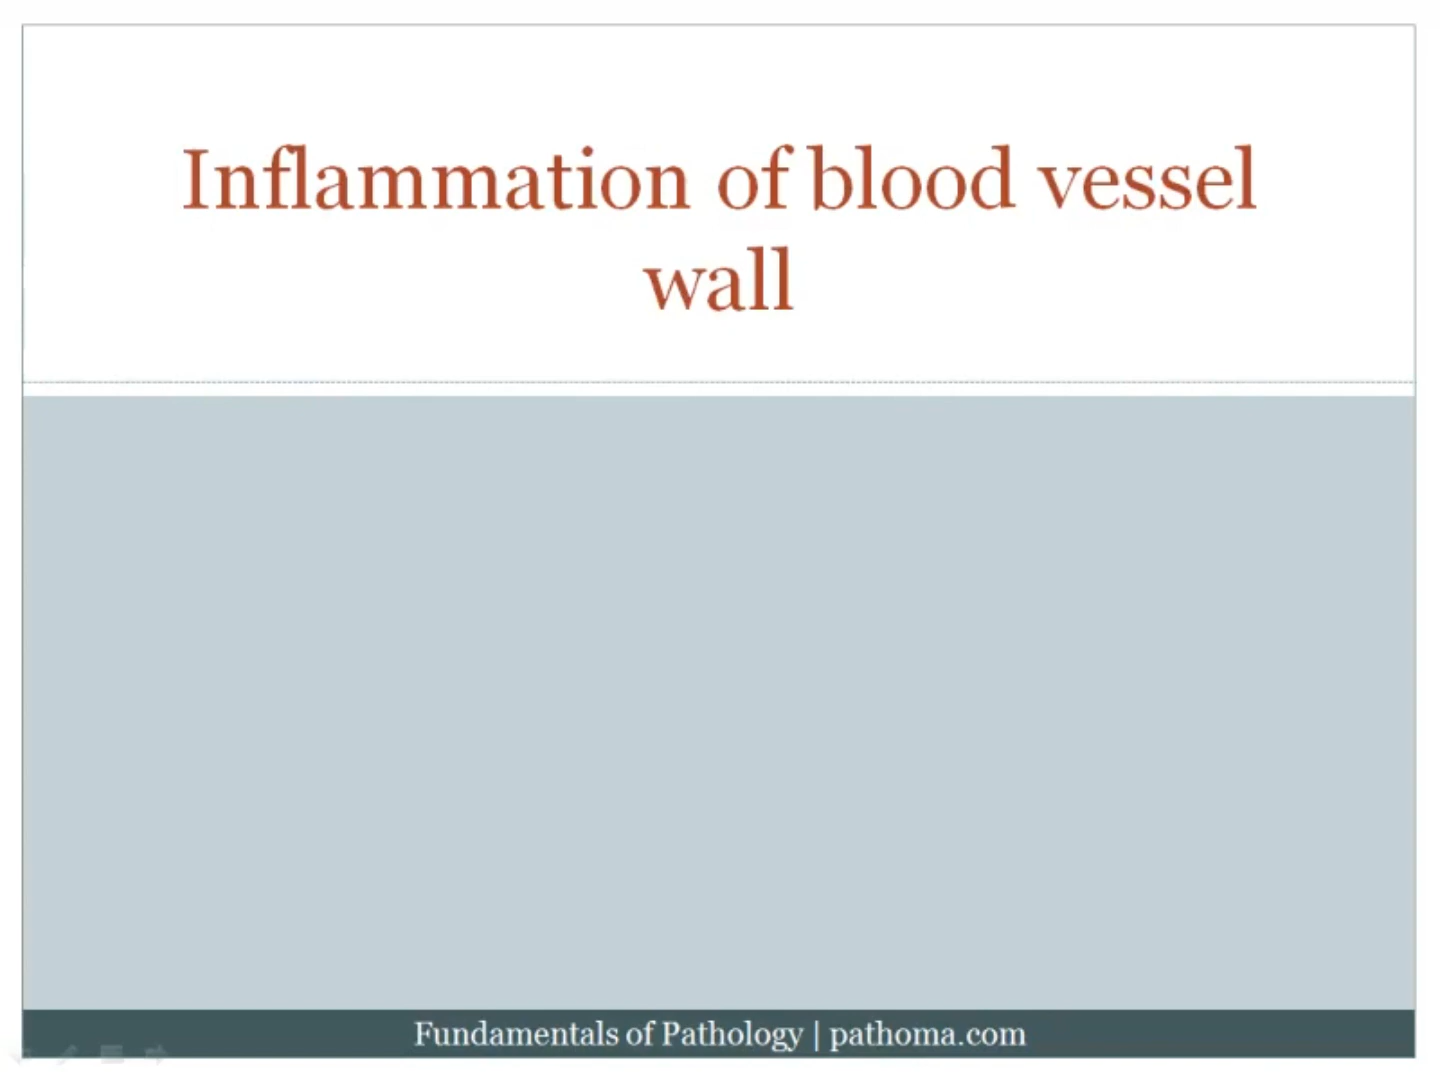 Inflammation of blood vessel
wall
Fundamentals of Pathology | pathoma.com